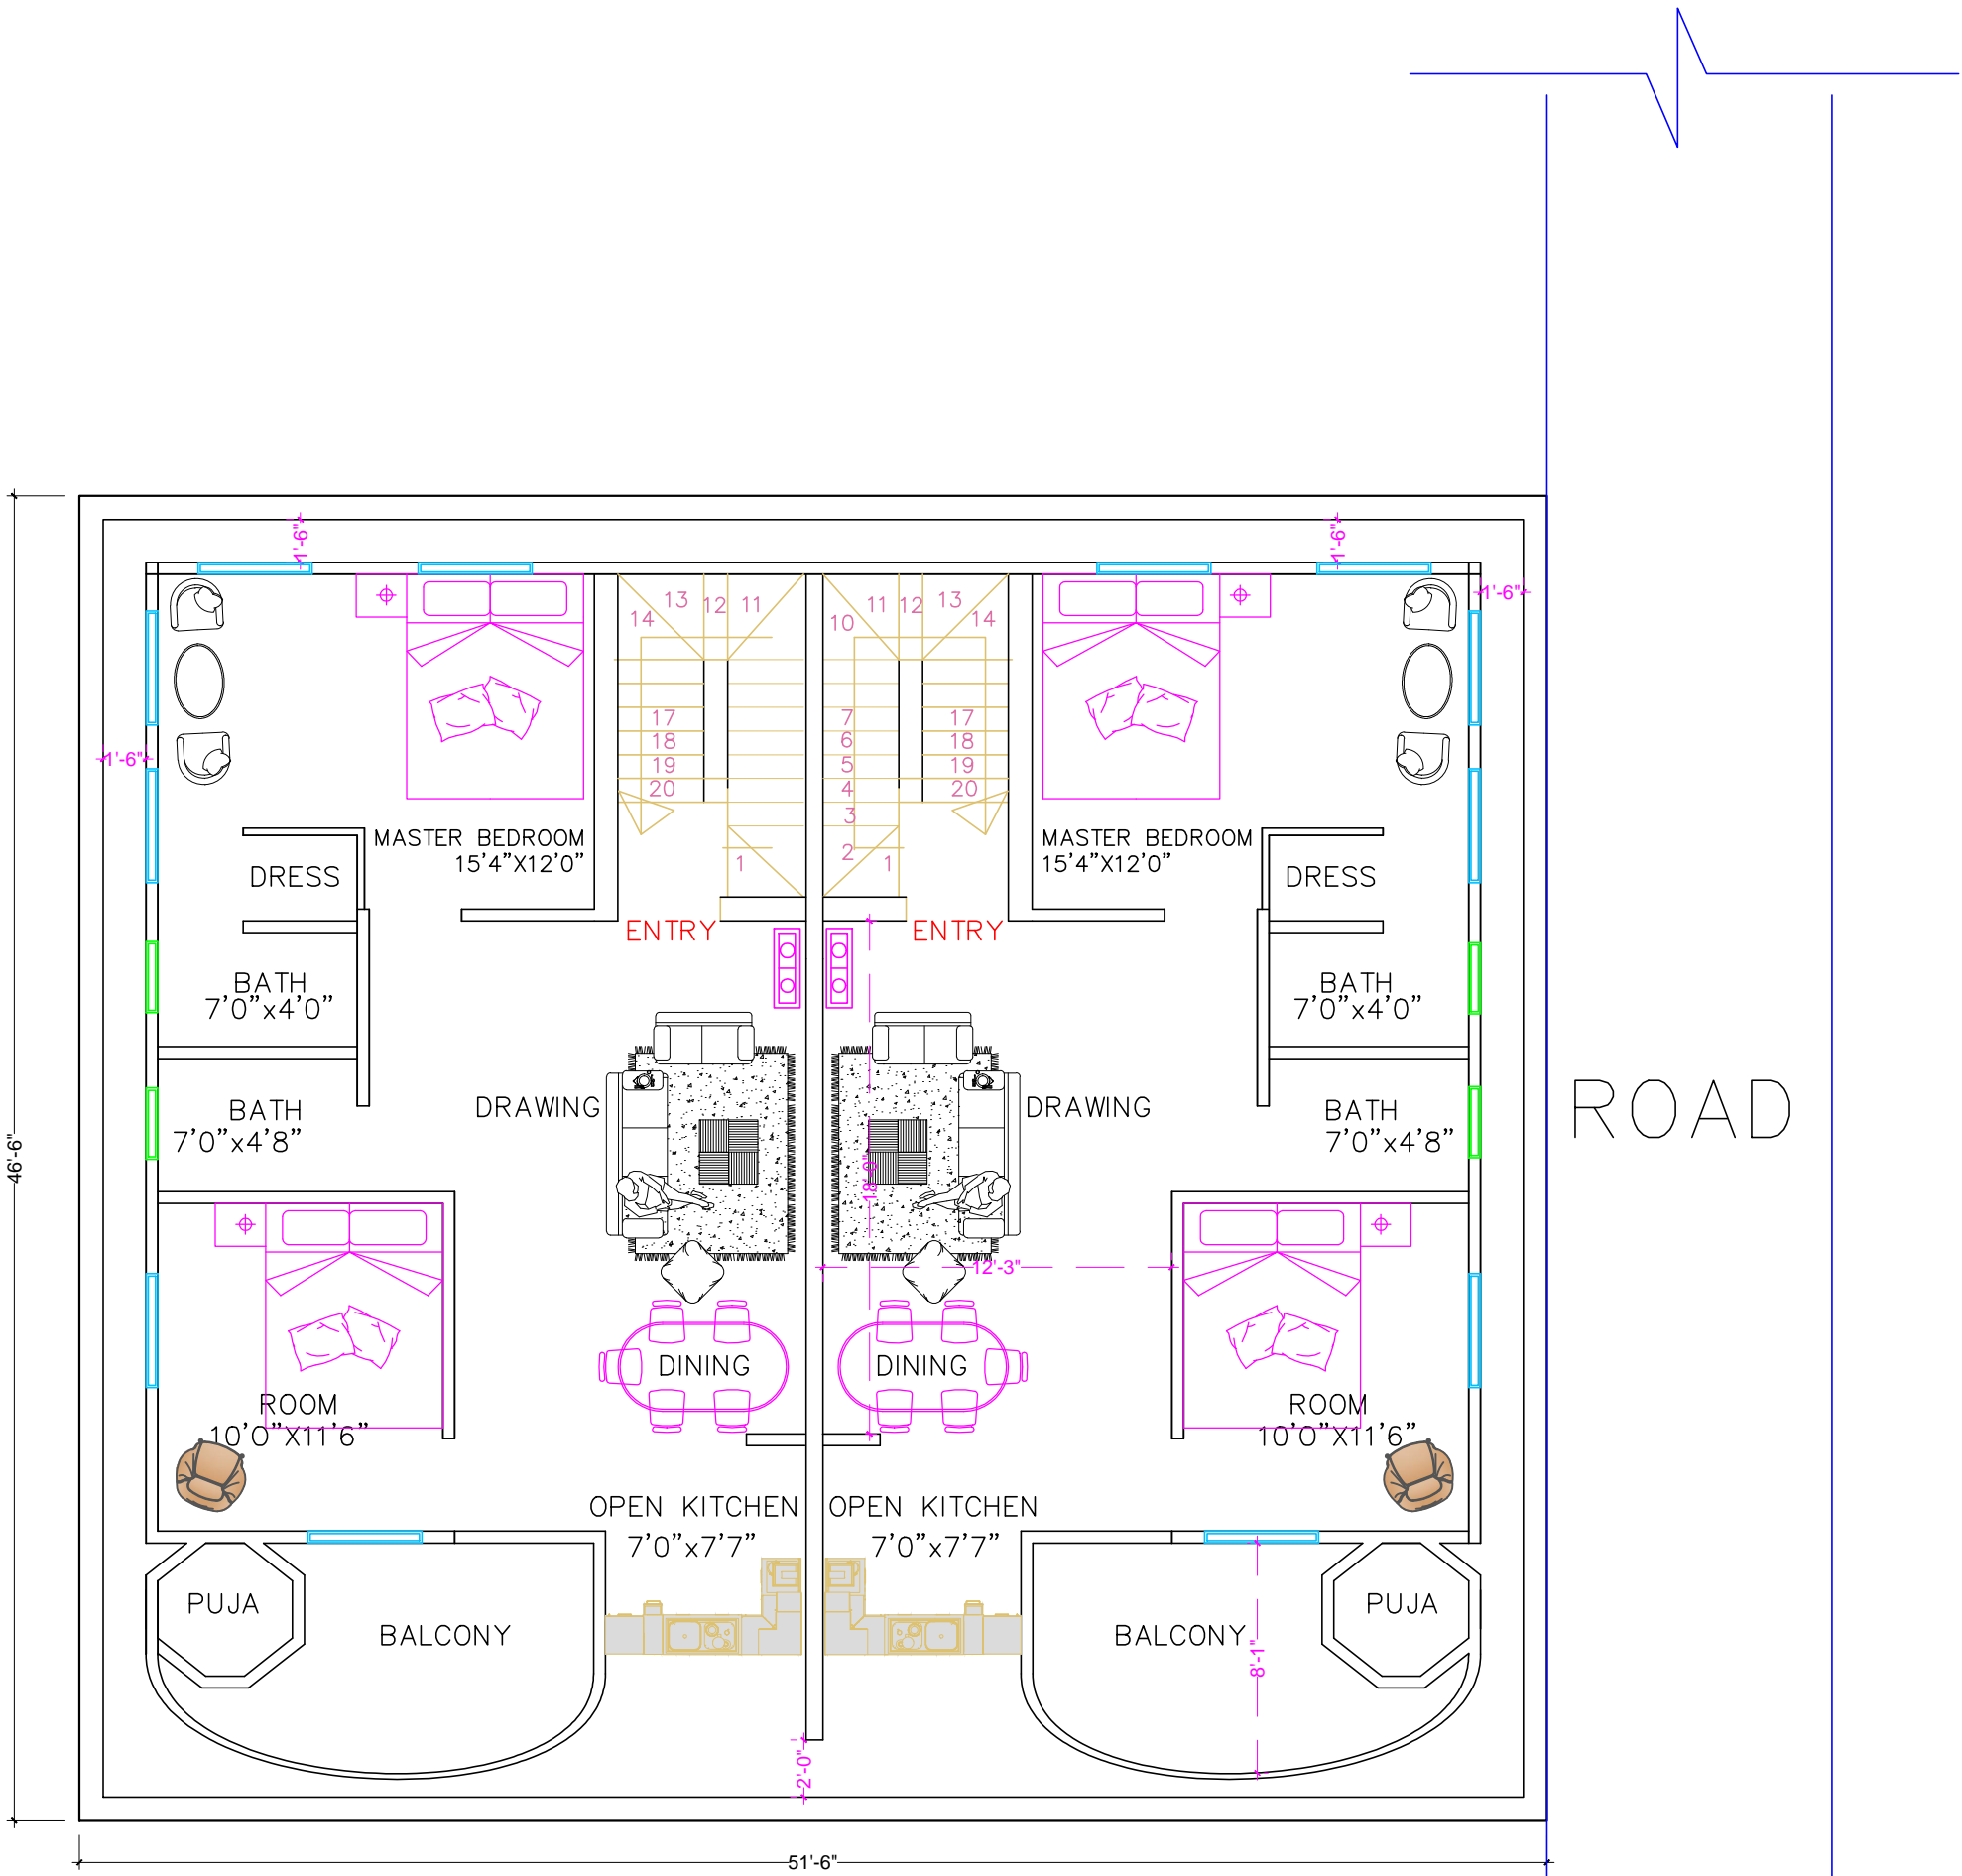 1'-6"
1'-6"
1'-6"
13
12
11
11
12
13
14
10
14
1'-6"
17
7
17
18
6
18
19
5
19
20
4
20
3
MASTER BEDROOM
15'4"X12'0"
MASTER BEDROOM
15'4"X12'0"
1
2
1
DRESS
DRESS
ENTRY
ENTRY
BATH
7'0"x4'0"
BATH
7'0"x4'0"
DRAWING
DRAWING
BATH
7'0"x4'8"
BATH
7'0"x4'8"
ROAD
46'-6"
18'-0"
12'-3"
DINING
DINING
ROOM
10'0"X11'6"
ROOM
10'0"X11'6"
OPEN KITCHEN
7'0"x7'7"
OPEN KITCHEN
7'0"x7'7"
PUJA
PUJA
BALCONY
BALCONY
8'-1"
2'-0"
51'-6"